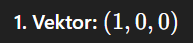 1. Vektor: (1, 0, 0)